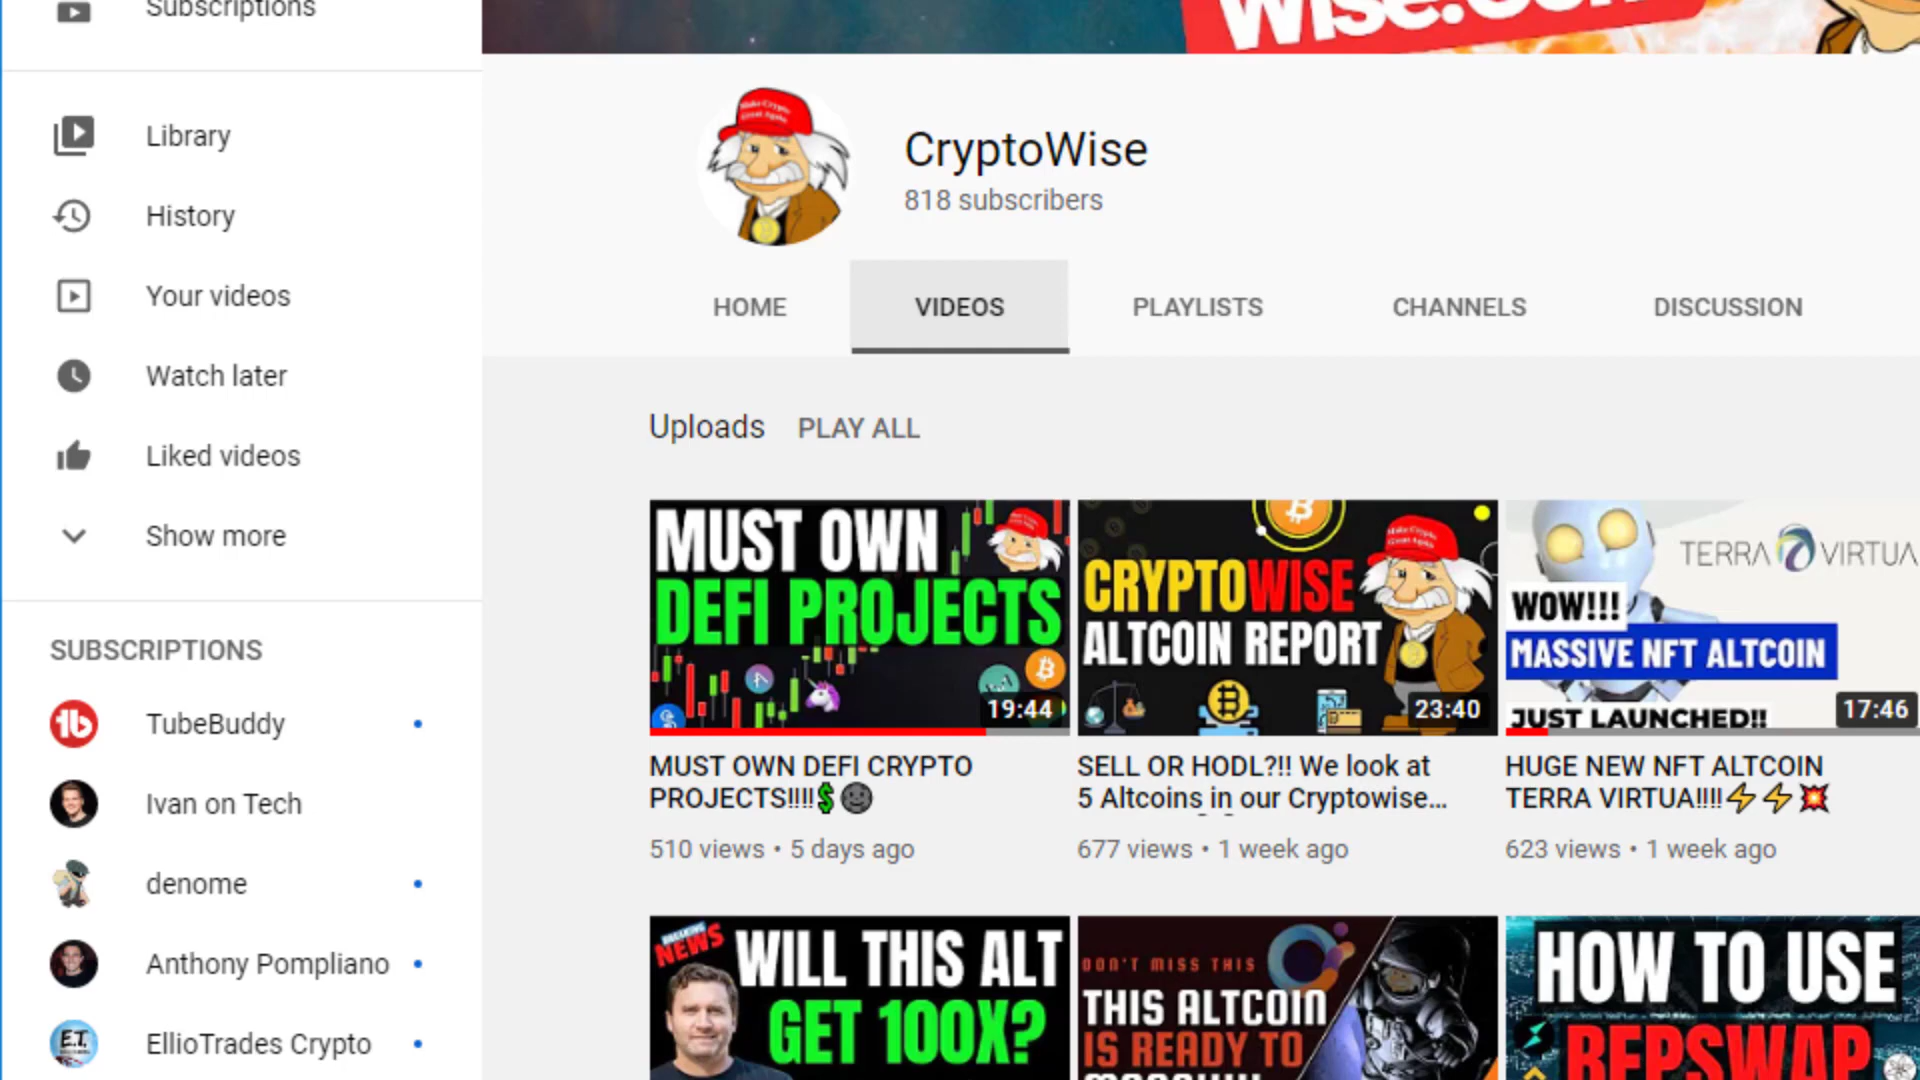 Subscriptions
Library
History
Your videos
Watch later
Liked videos
Show more
SUBSCRIPTIONS
TubeBuddy
Ivan on Tech
denome
Anthony Pompliano
E.T.
EllioTrades Crypto
Make Crypto
Great Again
CryptoWise
818 subscribers
HOME
VIDEOS
PLAYLISTS
CHANNELS
DISCUSSION
Uploads
PLAY ALL
MUST OWN
DEFI PROJECTS
19:44
MUST OWN DEFI CRYPTO
PROJECTS!!!!
510 views • 5 days ago
CRYPTOWISE
ALTCOIN REPORT
23:40
SELL OR HODL?!! We look at
5 Altcoins in our Cryptowise...
677 views • 1 week ago
TERRA VIRTUA
WOW!!!
MASSIVE NFT ALTCOIN
JUST LAUNCHED!!
17:46
HUGE NEW NFT ALTCOIN
TERRA VIRTUA!!!!
623 views • 1 week ago
NEWS
WILL THIS ALT
GET 100X?
DON'T MISS THIS
THIS ALTCOIN
IS READY TO
HOW TO USE
REPSWAP